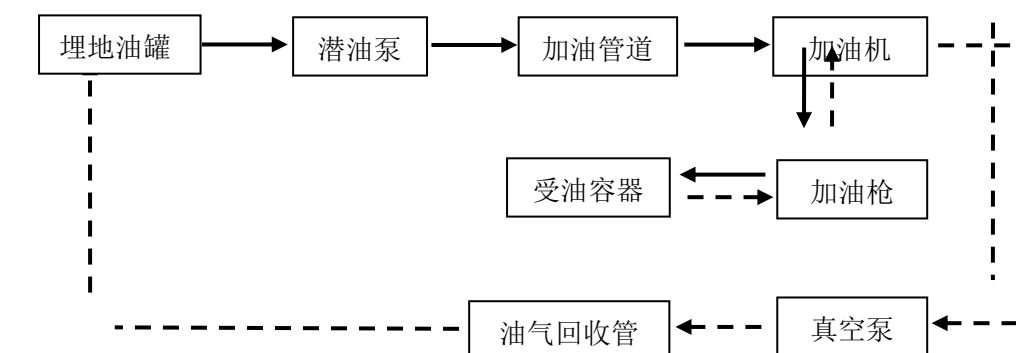 埋地油罐
潜油泵
加油管道
加油机
受油容器
加油枪
油气回收管
真空泵